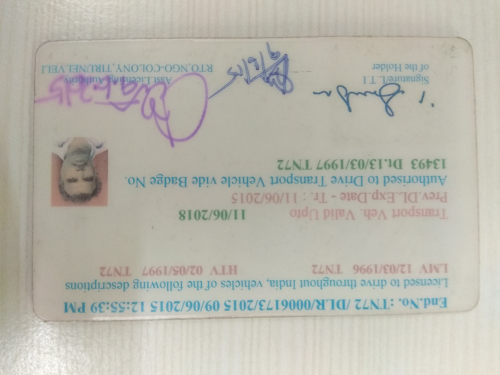 End.No. :TN72 /DLR/0006173/2015 09/06/2015 12:55:39 PM
Licensed to drive throughout India, vehicles of the following descriptions
LMV 12/03/1996 TN72 HTV 02/05/1997 TN72
Transport Veh. Valid Upto 11/06/2018
Prev.DL.Exp.Date - Tr. : 11/06/2015
Authorised to Drive Transport Vehicle vide Badge No.
13493 Dt.13/03/1997 TN72
Signature/L.T.I of the Holder
Asst Licensing Authority
RTO,NGO-COLONY,TIRUNELVELI